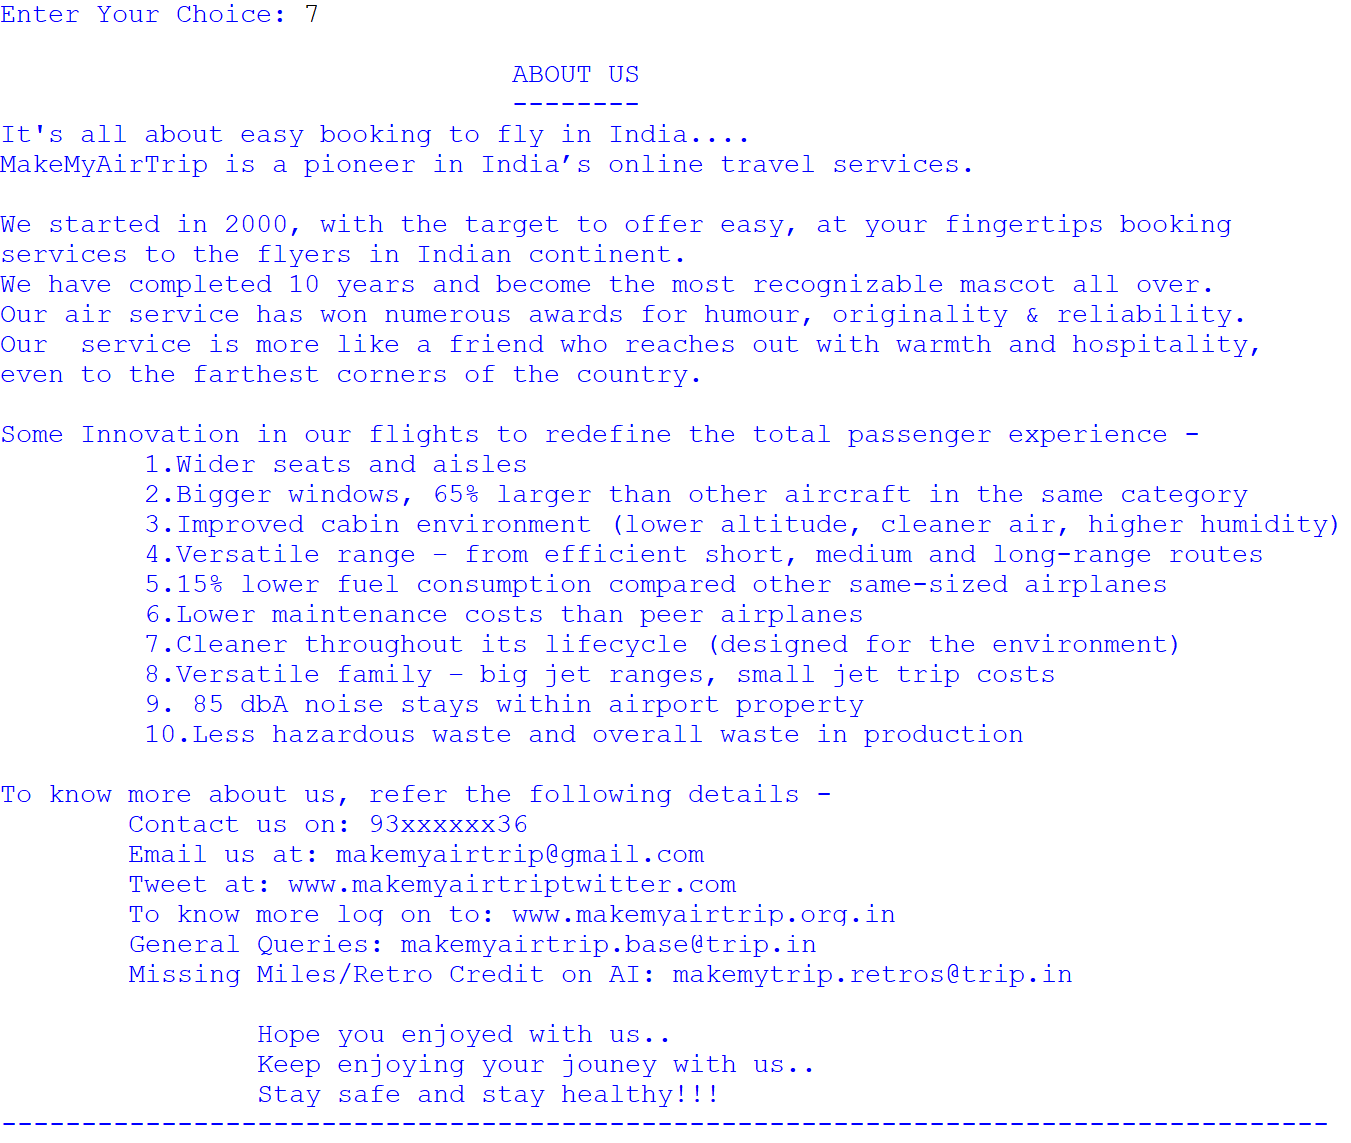 Enter Your Choice: 7
ABOUT US
--------
It's all about easy booking to fly in India....
MakeMyAirTrip is a pioneer in India’s online travel services.
We started in 2000, with the target to offer easy, at your fingertips booking
services to the flyers in Indian continent.
We have completed 10 years and become the most recognizable mascot all over.
Our air service has won numerous awards for humour, originality & reliability.
Our  service is more like a friend who reaches out with warmth and hospitality,
even to the farthest corners of the country.
Some Innovation in our flights to redefine the total passenger experience -
1.Wider seats and aisles
2.Bigger windows, 65% larger than other aircraft in the same category
3.Improved cabin environment (lower altitude, cleaner air, higher humidity)
4.Versatile range – from efficient short, medium and long-range routes
5.15% lower fuel consumption compared other same-sized airplanes
6.Lower maintenance costs than peer airplanes
7.Cleaner throughout its lifecycle (designed for the environment)
8.Versatile family – big jet ranges, small jet trip costs
9. 85 dbA noise stays within airport property
10.Less hazardous waste and overall waste in production
To know more about us, refer the following details -
Contact us on: 93xxxxxx36
Email us at: makemyairtrip@gmail.com
Tweet at: www.makemyairtriptwitter.com
To know more log on to: www.makemyairtrip.org.in
General Queries: makemyairtrip.base@trip.in
Missing Miles/Retro Credit on AI: makemytrip.retros@trip.in
Hope you enjoyed with us..
Keep enjoying your jouney with us..
Stay safe and stay healthy!!!
-----------------------------------------------------------------------------------